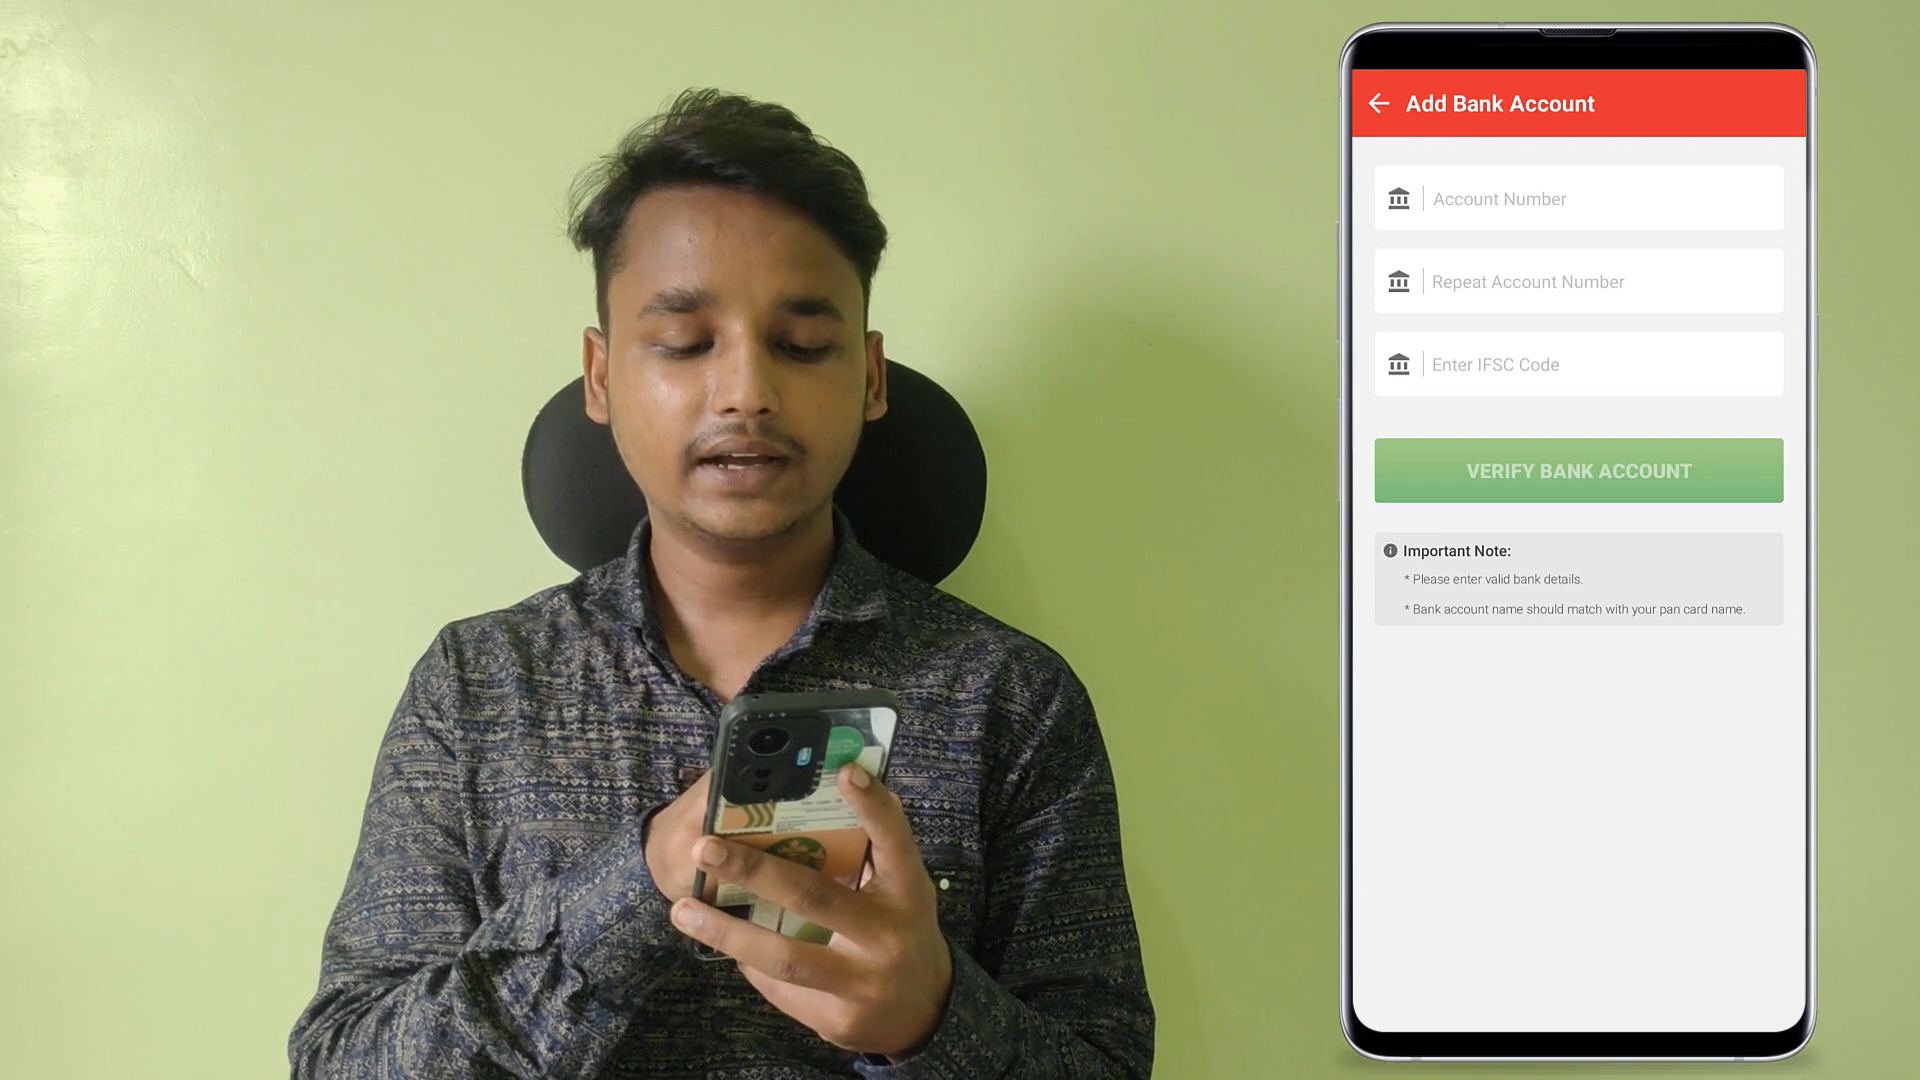 Add Bank Account
Account Number
Repeat Account Number
Enter IFSC Code
VERIFY BANK ACCOUNT
Important Note:
* Please enter valid bank details.
* Bank account name should match with your pan card name.